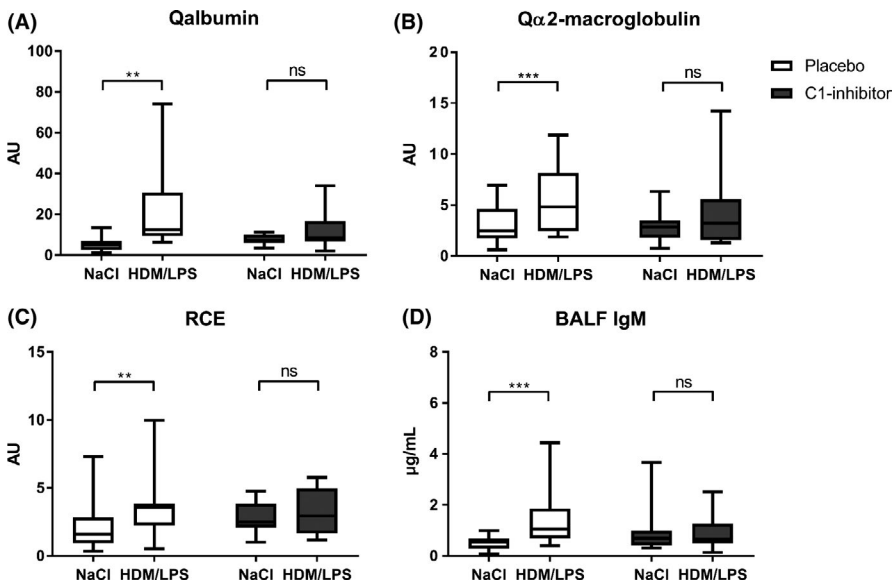 (A)
Qalbumin
AU
100
80
60
40
20
0
**
ns
NaCl HDM/LPS NaCl HDM/LPS
(B)
Qα2-macroglobulin
AU
20
15
10
5
0
***
ns
NaCl HDM/LPS NaCl HDM/LPS
Placebo
C1-inhibitor
(C)
RCE
AU
15
10
5
0
**
ns
NaCl HDM/LPS NaCl HDM/LPS
(D)
BALF IgM
µg/mL
8
6
4
2
0
***
ns
NaCl HDM/LPS NaCl HDM/LPS